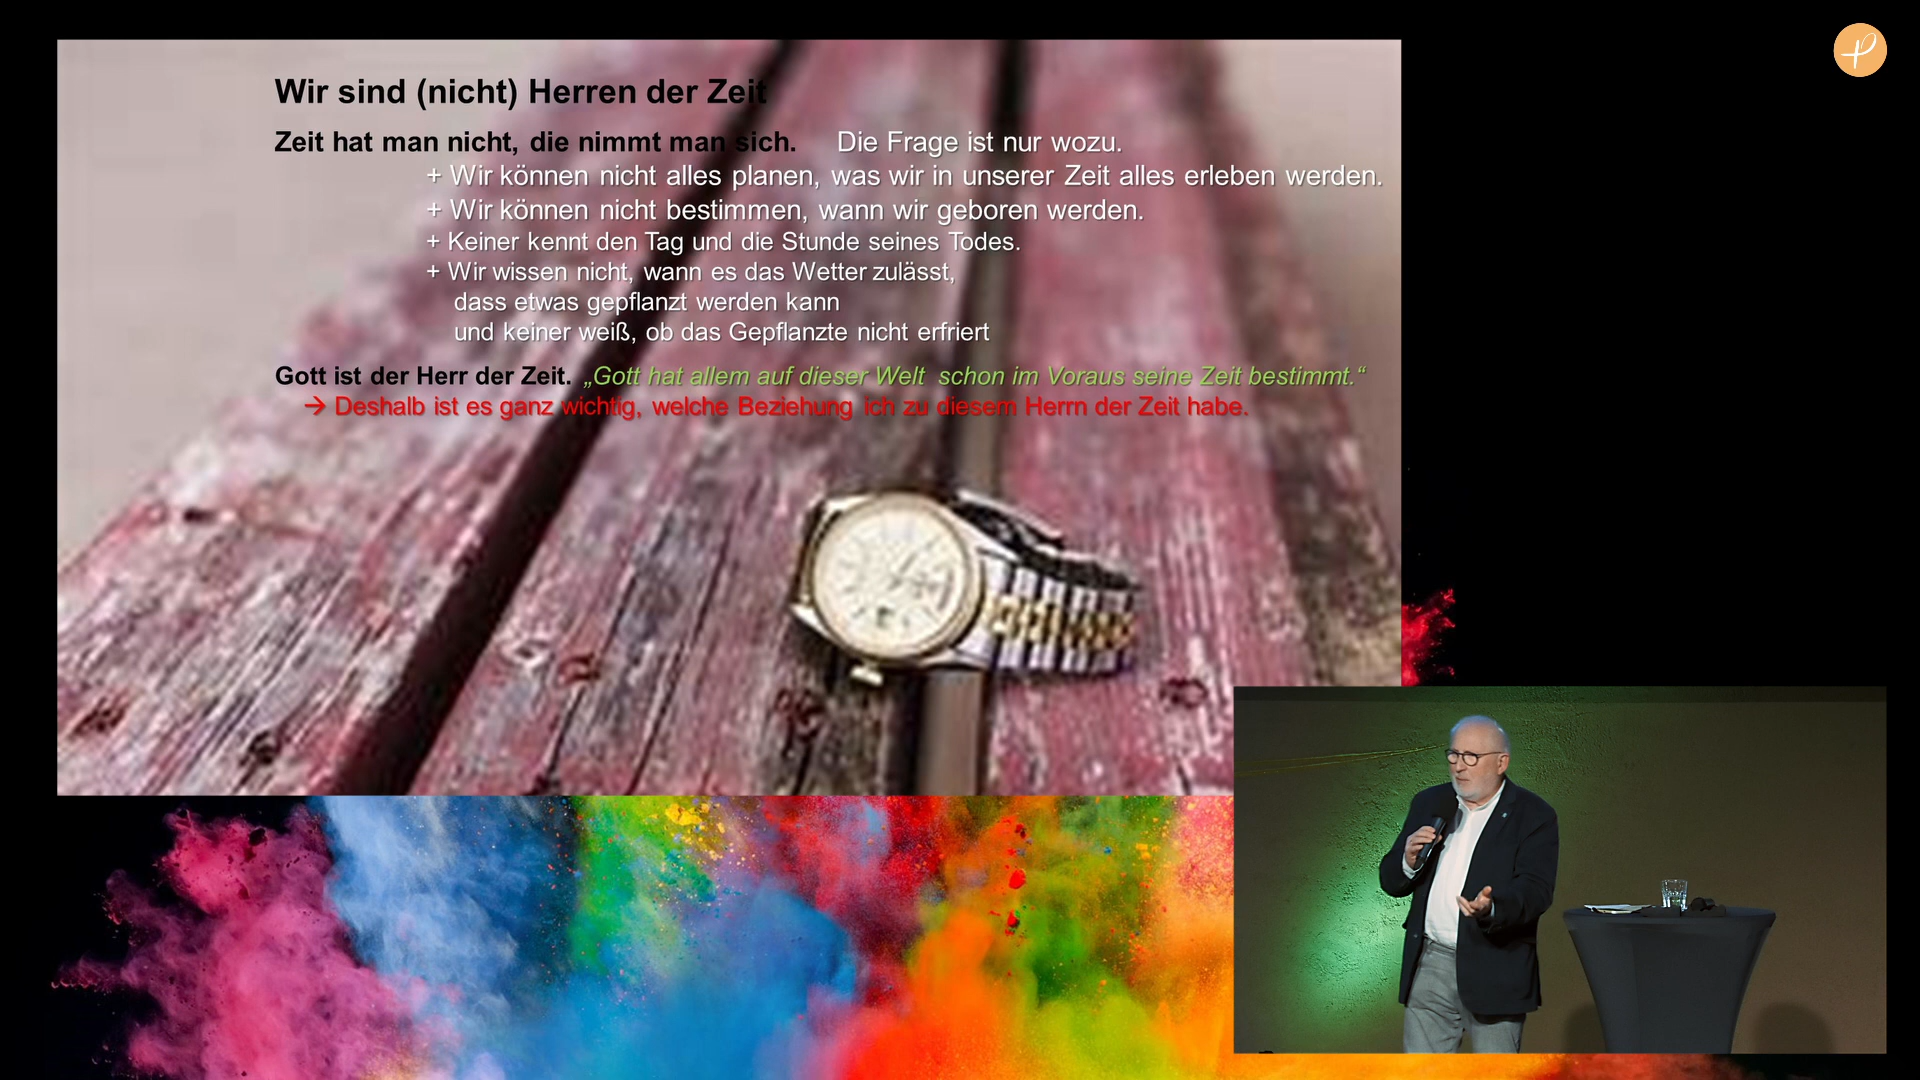 Wir sind (nicht) Herren der Zeit
Zeit hat man nicht, die nimmt man sich. Die Frage ist nur wozu.
+ Wir können nicht alles planen, was wir in unserer Zeit alles erleben werden.
+ Wir können nicht bestimmen, wann wir geboren werden.
+ Keiner kennt den Tag und die Stunde seines Todes.
+ Wir wissen nicht, wann es das Wetter zulässt,
dass etwas gepflanzt werden kann
und keiner weiß, ob das Gepflanzte nicht erfriert
Gott ist der Herr der Zeit. „Gott hat allem auf dieser Welt schon im Voraus seine Zeit bestimmt.“
→ Deshalb ist es ganz wichtig, welche Beziehung ich zu diesem Herrn der Zeit habe.